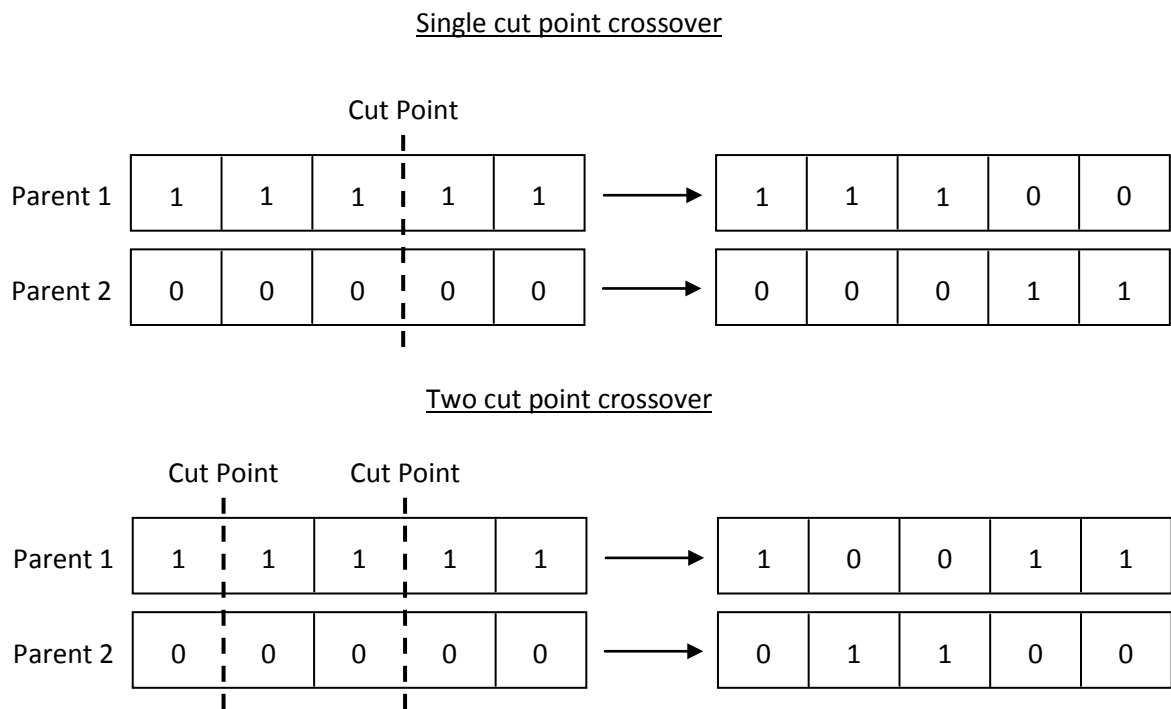 Single cut point crossover
Cut Point
Parent 1 1 1 1 1 1 1 1 1 0 0
Parent 2 0 0 0 0 0 0 0 0 1 1
Two cut point crossover
Cut Point Cut Point
Parent 1 1 1 1 1 1 1 0 0 1 1
Parent 2 0 0 0 0 0 0 1 1 0 0